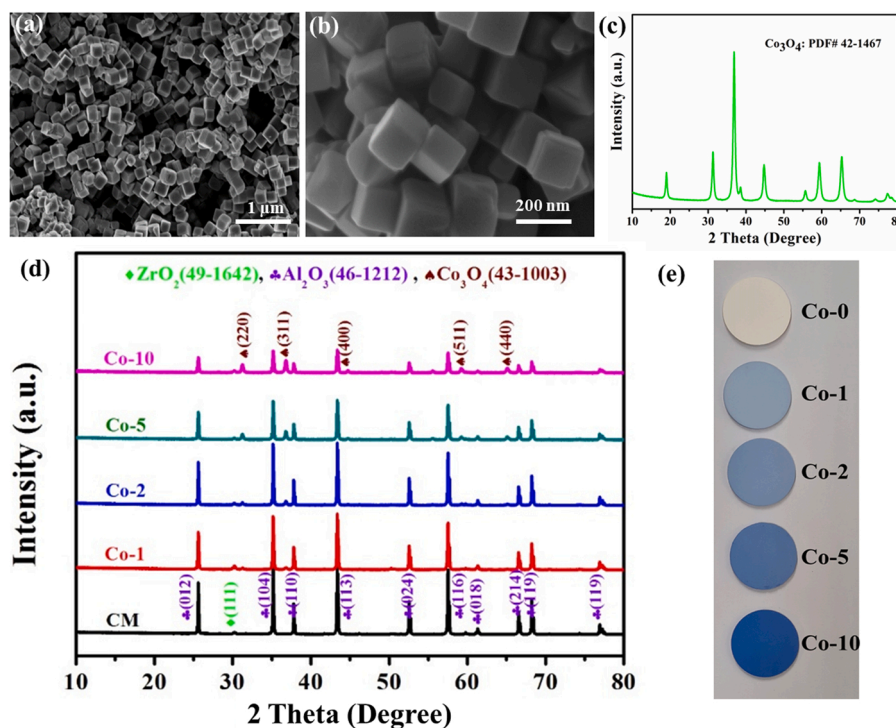 (a)
1 μm
(b)
200 nm
(c)
Co₃O₄: PDF# 42-1467
Intensity (a.u.)
10 20 30 40 50 60 70 80
2 Theta (Degree)
(d)
♦ZrO₂(49-1642), ♣Al₂O₃(46-1212) , ♠Co₃O₄(43-1003)
♠(220)
♠(311)
♠(400)
♠(511)
♠(440)
Co-10
Co-5
Co-2
Co-1
CM
♣(012)
♦(111)
♣(104)
♣(110)
♣(113)
♣(024)
♣(116)
♣(018)
♣(214)
♣(119)
♣(119)
Intensity (a.u.)
10 20 30 40 50 60 70 80
2 Theta (Degree)
(e)
Co-0
Co-1
Co-2
Co-5
Co-10